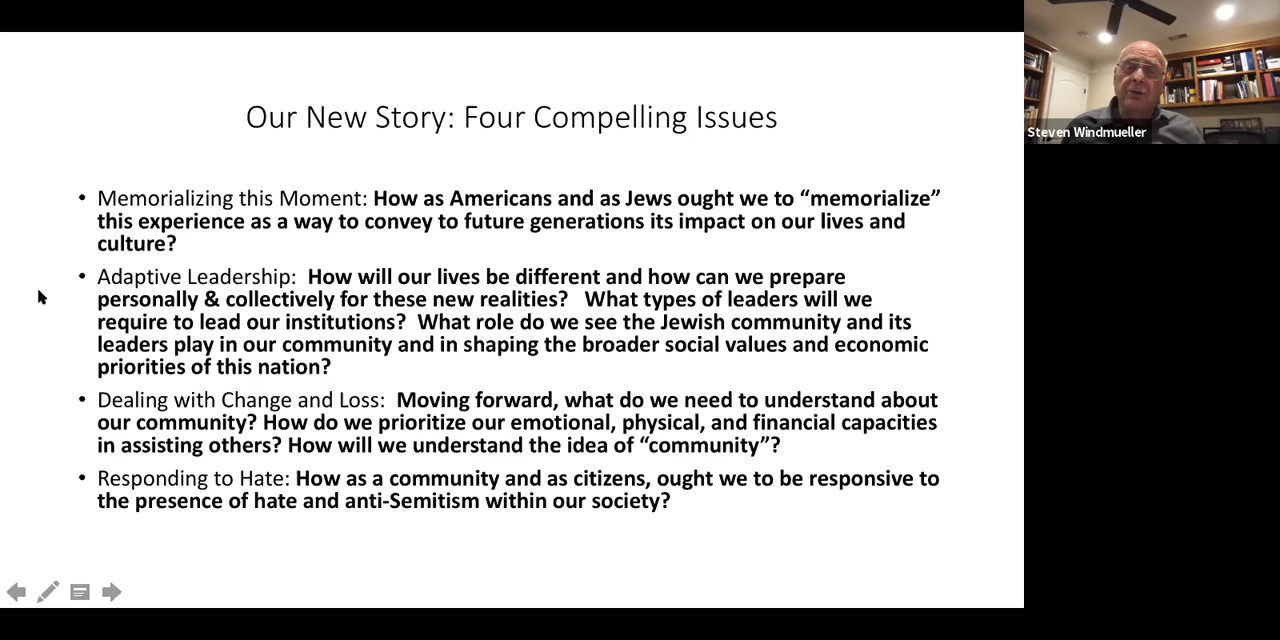 Our New Story: Four Compelling Issues
• Memorializing this Moment: How as Americans and as Jews ought we to “memorialize”
this experience as a way to convey to future generations its impact on our lives and
culture?
• Adaptive Leadership: How will our lives be different and how can we prepare
personally & collectively for these new realities? What types of leaders will we
require to lead our institutions? What role do we see the Jewish community and its
leaders play in our community and in shaping the broader social values and economic
priorities of this nation?
• Dealing with Change and Loss: Moving forward, what do we need to understand about
our community? How do we prioritize our emotional, physical, and financial capacities
in assisting others? How will we understand the idea of “community”?
• Responding to Hate: How as a community and as citizens, ought we to be responsive to
the presence of hate and anti-Semitism within our society?
Steven Windmueller